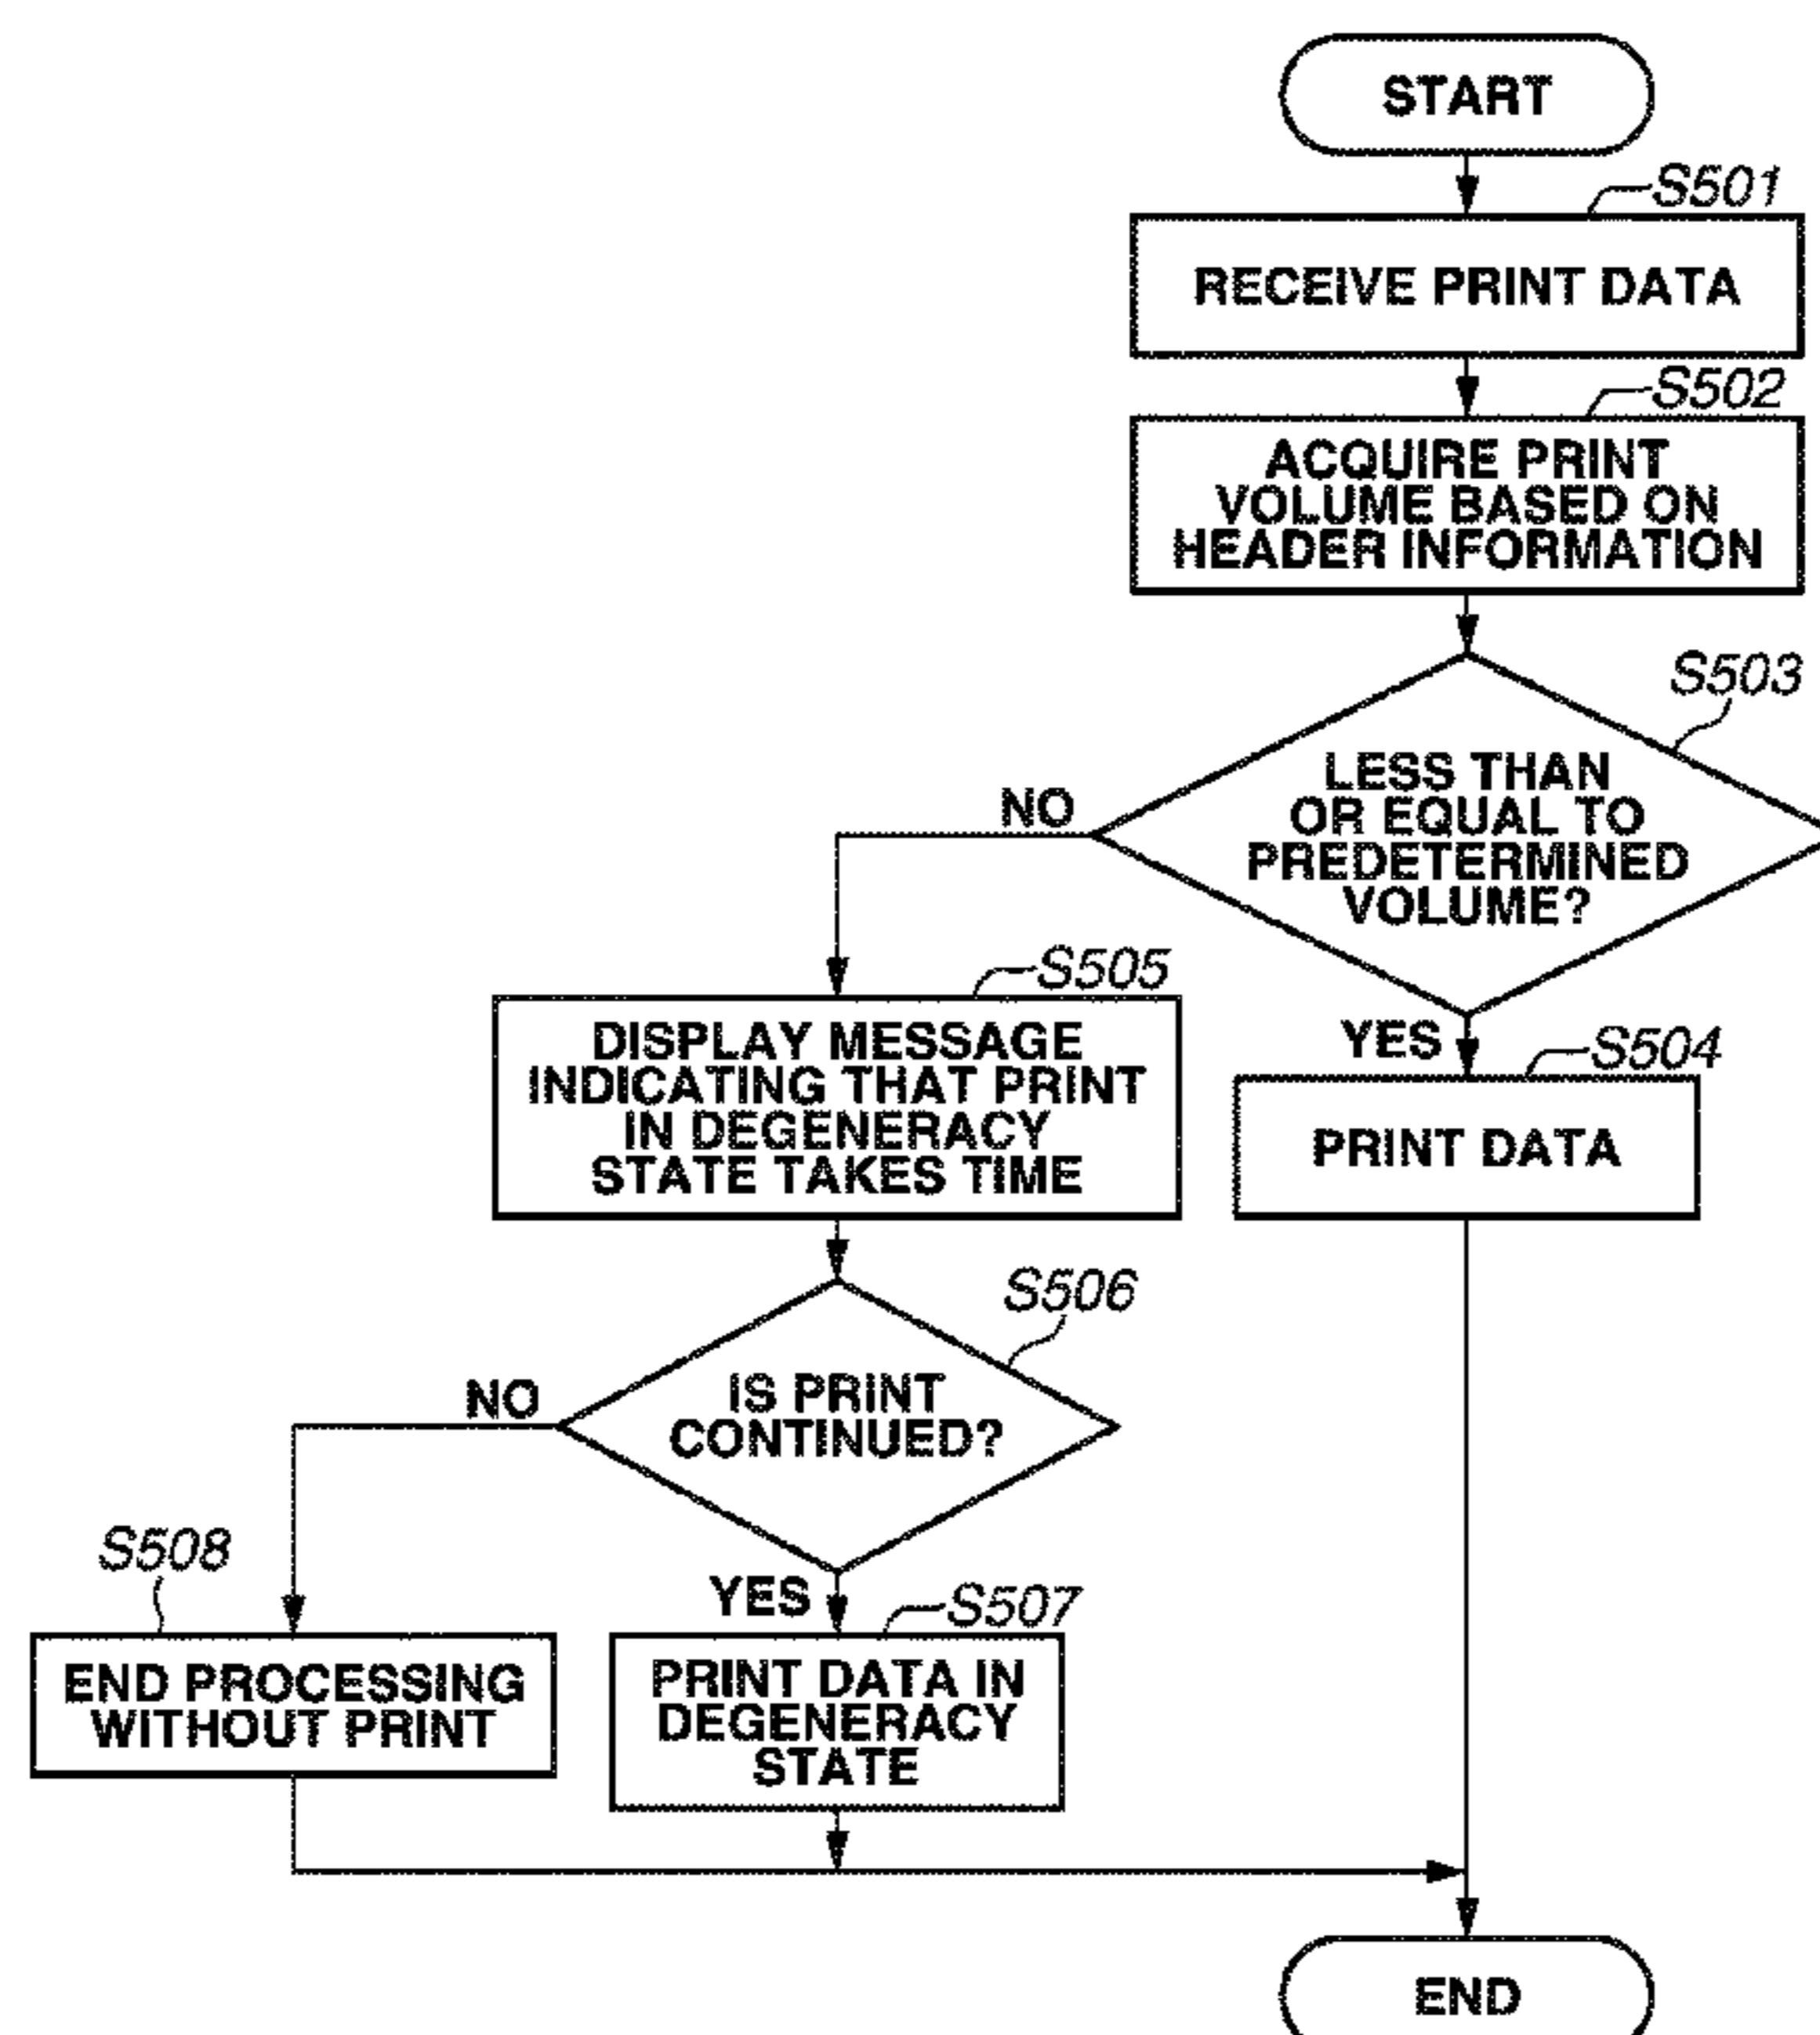 START
S501
RECEIVE PRINT DATA
S502
ACQUIRE PRINT
VOLUME BASED ON
HEADER INFORMATION
S503
LESS THAN
OR EQUAL TO
PREDETERMINED
VOLUME?
NO
YES
S504
PRINT DATA
S505
DISPLAY MESSAGE
INDICATING THAT PRINT
IN DEGENERACY
STATE TAKES TIME
S506
IS PRINT
CONTINUED?
NO
YES
S507
PRINT DATA IN
DEGENERACY
STATE
S508
END PROCESSING
WITHOUT PRINT
END